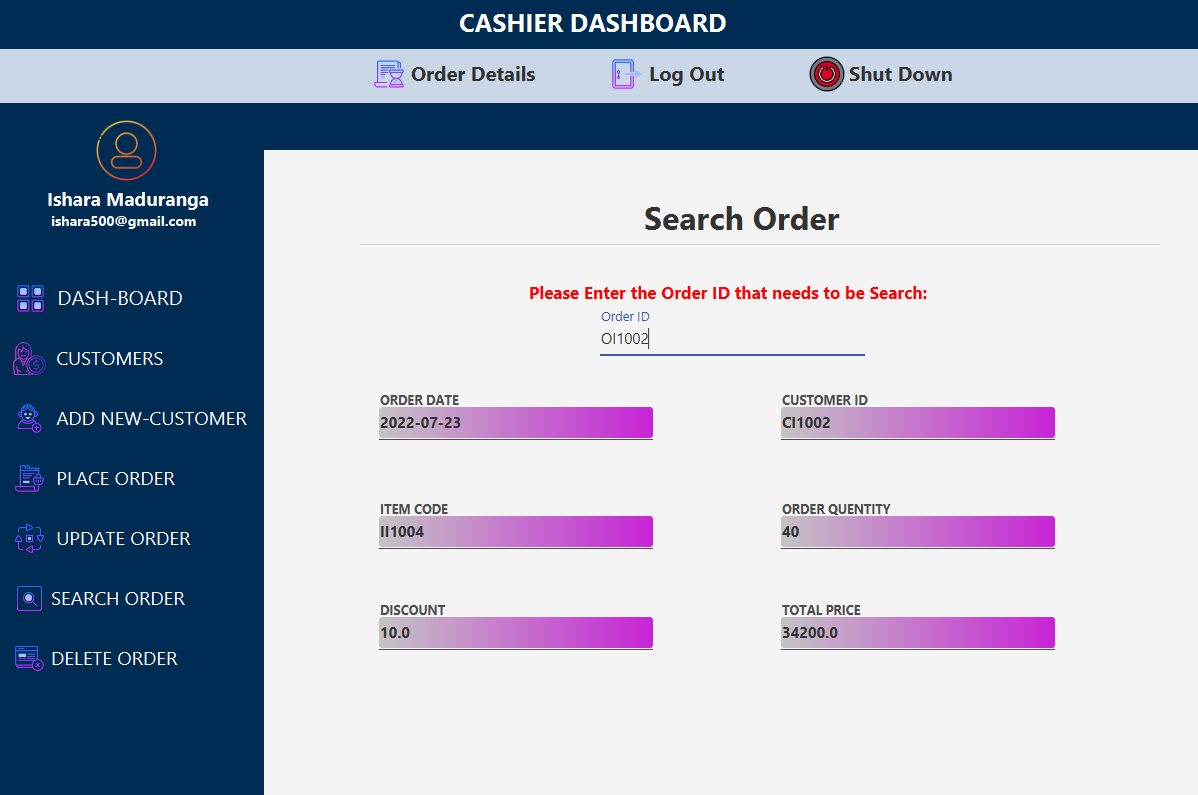 CASHIER DASHBOARD
Order Details Log Out Shut Down
Ishara Maduranga
ishara500@gmail.com
DASH-BOARD
CUSTOMERS
ADD NEW-CUSTOMER
PLACE ORDER
UPDATE ORDER
SEARCH ORDER
DELETE ORDER
Search Order
Please Enter the Order ID that needs to be Search:
Order ID
OI1002
ORDER DATE
2022-07-23
CUSTOMER ID
CI1002
ITEM CODE
II1004
ORDER QUENTITY
40
DISCOUNT
10.0
TOTAL PRICE
34200.0